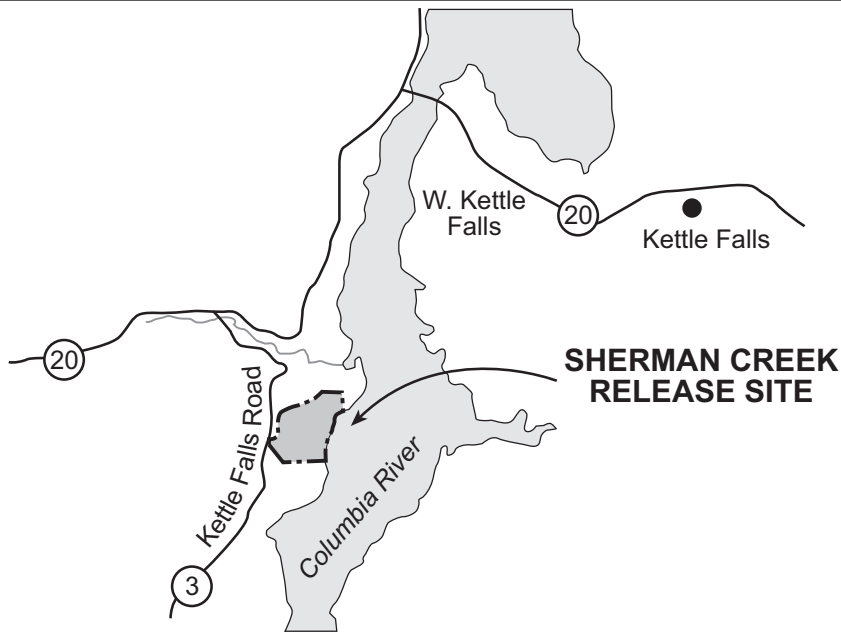 W. Kettle
Falls
20
Kettle Falls
20
SHERMAN CREEK
RELEASE SITE
Kettle Falls Road
Columbia River
3